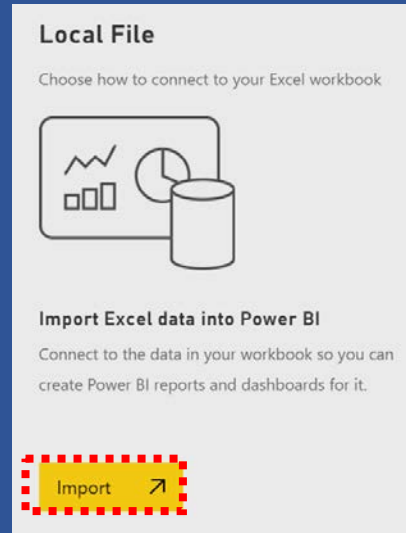 Local File
Choose how to connect to your Excel workbook
Import Excel data into Power BI
Connect to the data in your workbook so you can
create Power BI reports and dashboards for it.
Import